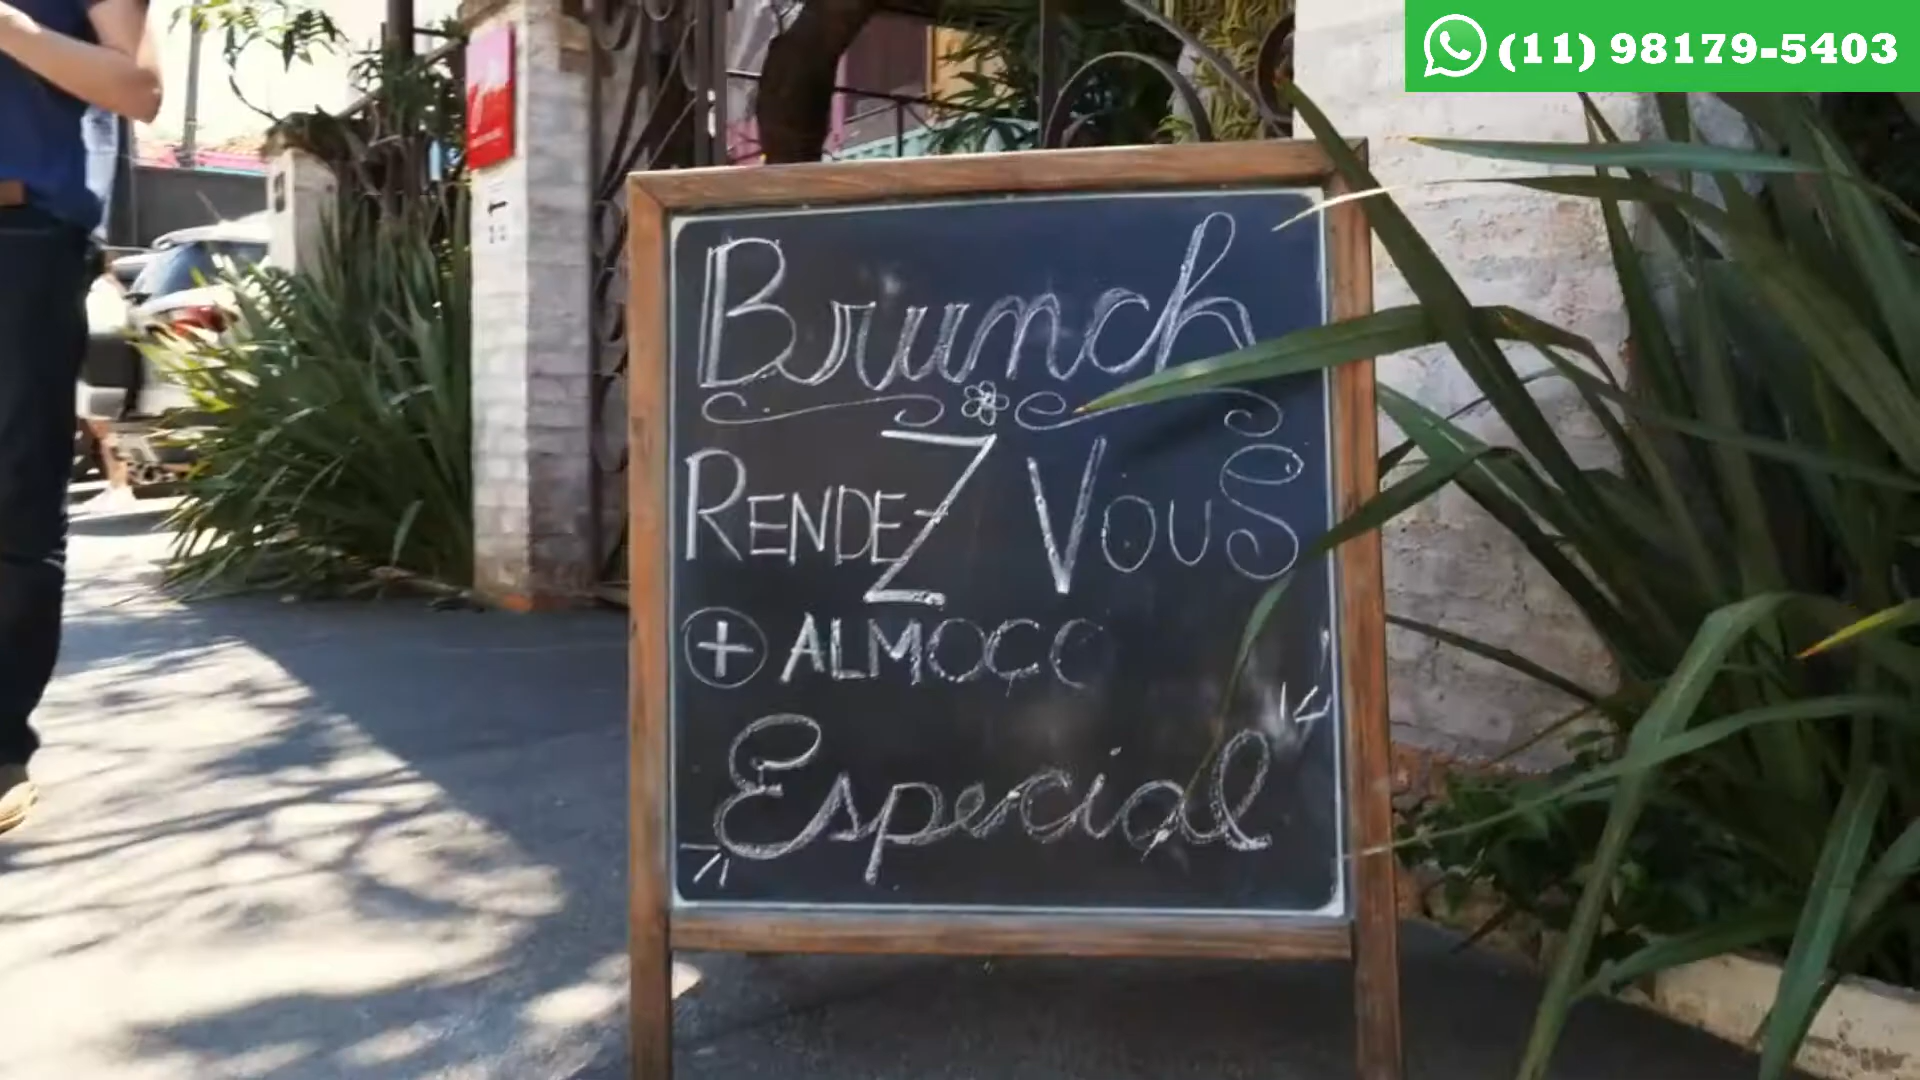 (11) 98179-5403
Brunch
RENDEZ VOUS
+ ALMOÇO
Especial